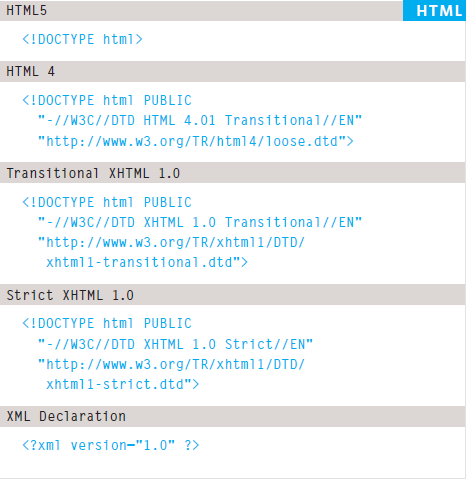 HTML5
HTML
<!DOCTYPE html>
HTML 4
<!DOCTYPE html PUBLIC
"-//W3C//DTD HTML 4.01 Transitional//EN"
"http://www.w3.org/TR/html4/loose.dtd">
Transitional XHTML 1.0
<!DOCTYPE html PUBLIC
"-//W3C//DTD XHTML 1.0 Transitional//EN"
"http://www.w3.org/TR/xhtml1/DTD/
xhtml1-transitional.dtd">
Strict XHTML 1.0
<!DOCTYPE html PUBLIC
"-//W3C//DTD XHTML 1.0 Strict//EN"
"http://www.w3.org/TR/xhtml1/DTD/
xhtml1-strict.dtd">
XML Declaration
<?xml version="1.0" ?>